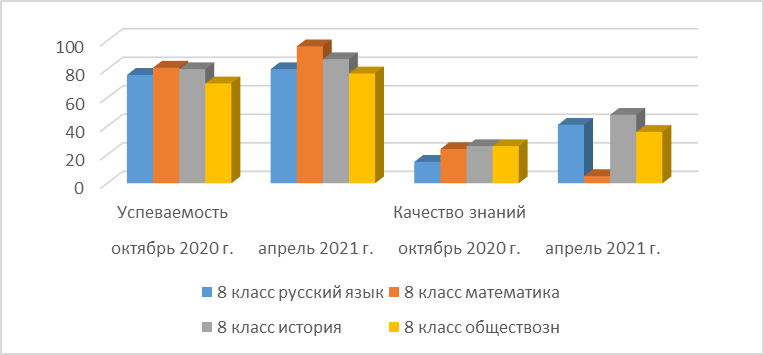 100
80
60
40
20
0
Успеваемость Качество знаний
октябрь 2020 г. апрель 2021 г. октябрь 2020 г. апрель 2021 г.
8 класс русский язык 8 класс математика
8 класс история 8 класс обществозн